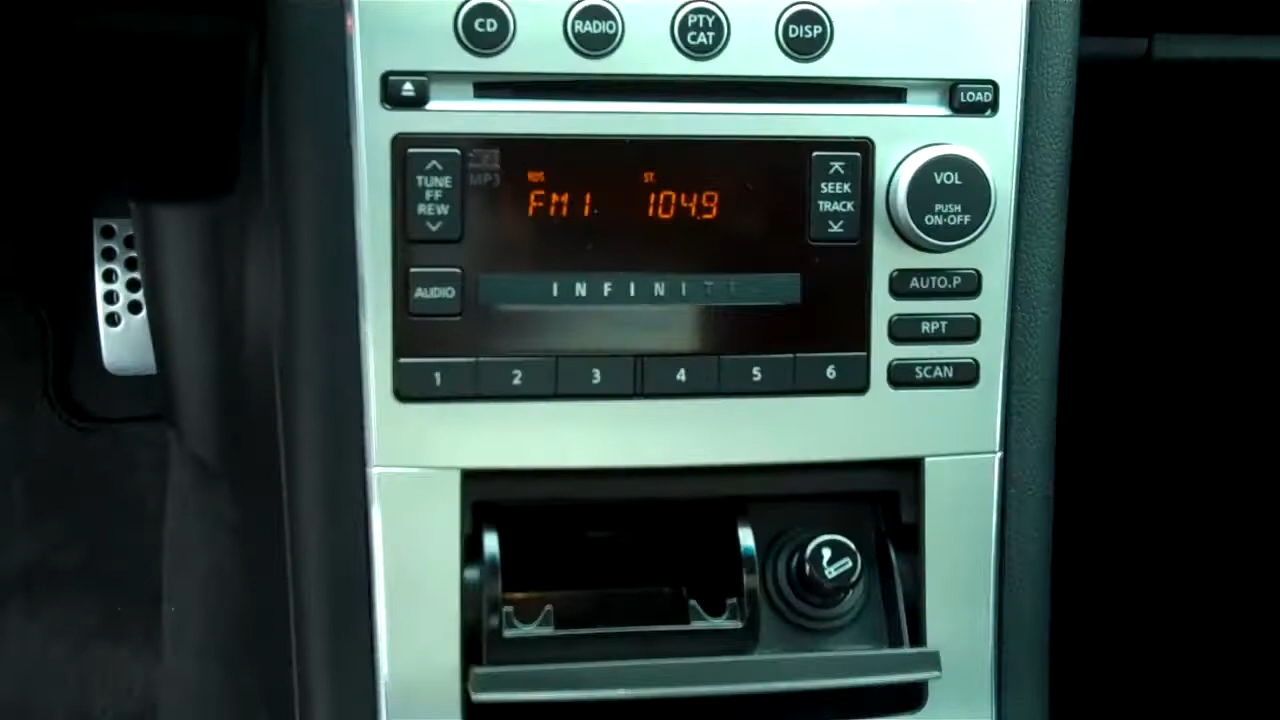 CD
RADIO
PTY
CAT
DISP
LOAD
TUNE
FF
REW
MP3
RDS ST
FM1 104.9
SEEK
TRACK
VOL
PUSH
ON·OFF
AUDIO
INFINITI
AUTO.P
RPT
SCAN
1 2 3 4 5 6